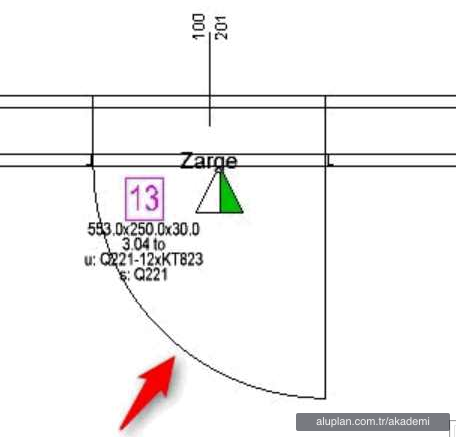 100
201
Zarge
13
553.0x250.0x30.0
3.04 to
u: Q221-12xKT823
s: Q221
aluplan.com.tr/akademi